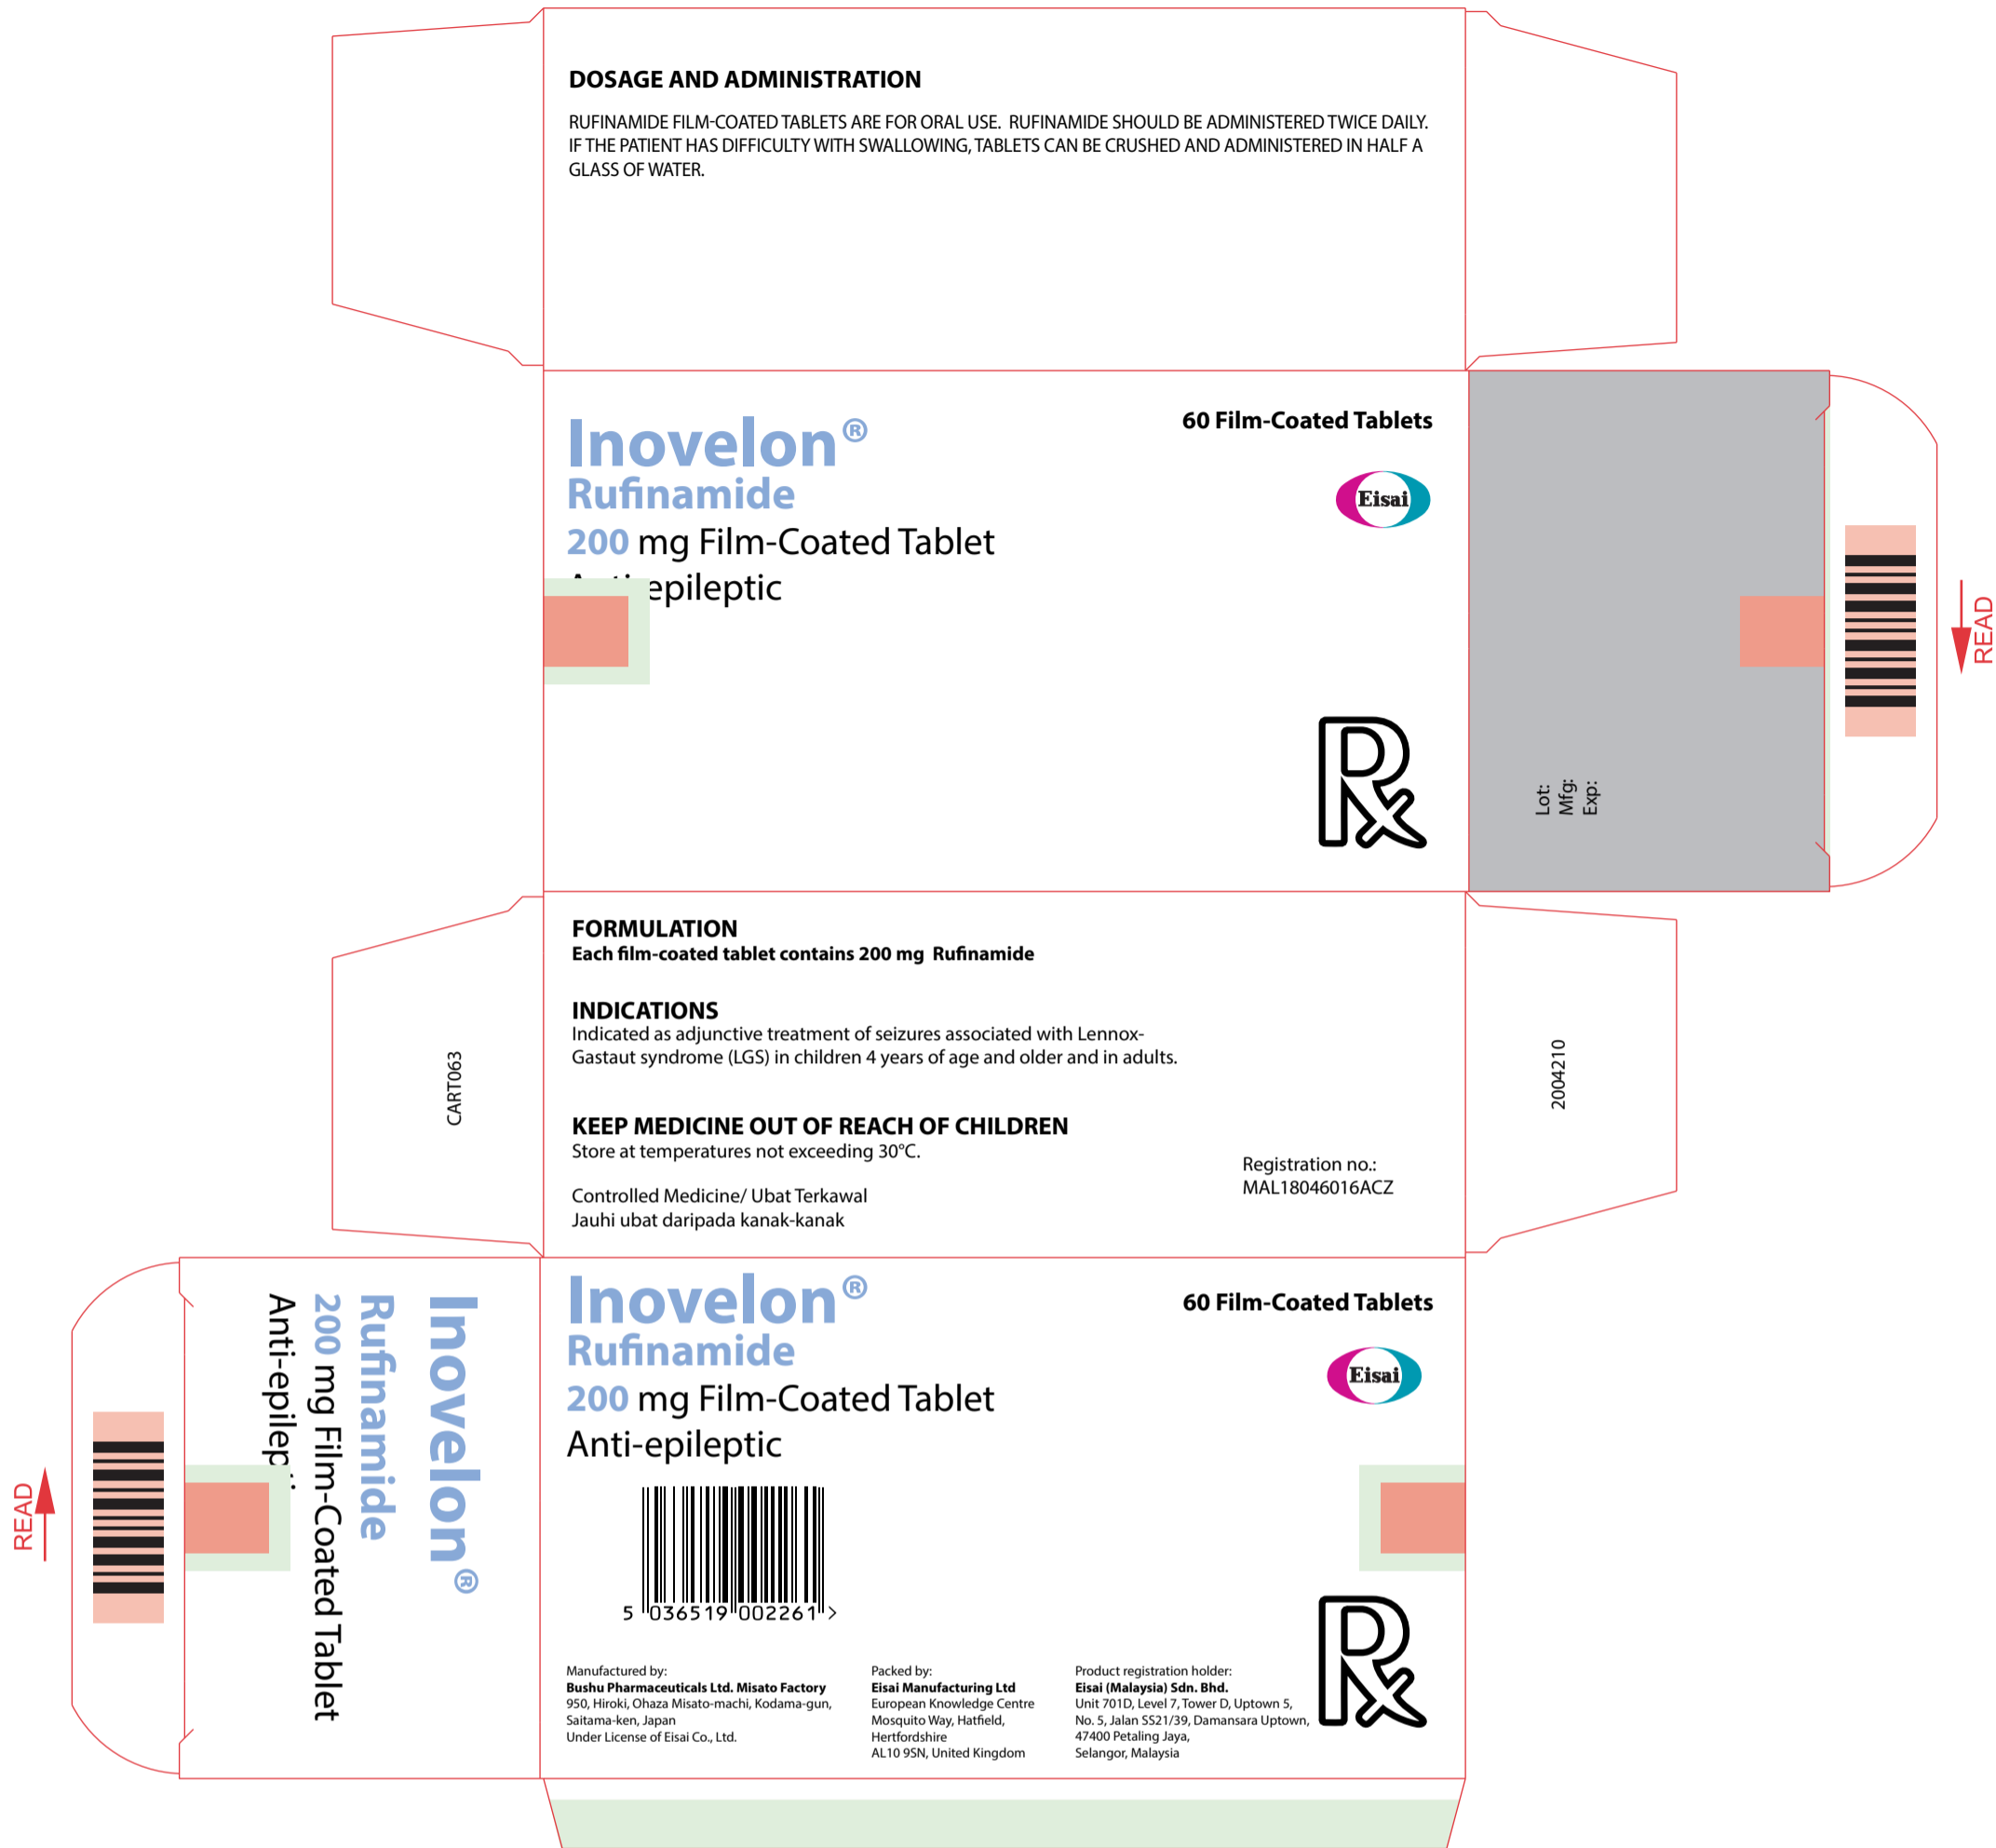 DOSAGE AND ADMINISTRATION
RUFINAMIDE FILM-COATED TABLETS ARE FOR ORAL USE. RUFINAMIDE SHOULD BE ADMINISTERED TWICE DAILY.
IF THE PATIENT HAS DIFFICULTY WITH SWALLOWING, TABLETS CAN BE CRUSHED AND ADMINISTERED IN HALF A
GLASS OF WATER.
Inovelon®
Rufinamide
200 mg Film-Coated Tablet
epileptic
60 Film-Coated Tablets
Eisai
Rx
Lot:
Mfg:
Exp:
READ
FORMULATION
Each film-coated tablet contains 200 mg Rufinamide
INDICATIONS
Indicated as adjunctive treatment of seizures associated with Lennox-
Gastaut syndrome (LGS) in children 4 years of age and older and in adults.
KEEP MEDICINE OUT OF REACH OF CHILDREN
Store at temperatures not exceeding 30°C.
Controlled Medicine/ Ubat Terkawal
Jauhi ubat daripada kanak-kanak
Registration no.:
MAL18046016ACZ
CART063
2004210
Inovelon®
Rufinamide
200 mg Film-Coated Tablet
Anti-epilep
READ
Inovelon®
Rufinamide
200 mg Film-Coated Tablet
Anti-epileptic
60 Film-Coated Tablets
Eisai
5 036519 002261 >
Rx
Manufactured by:
Bushu Pharmaceuticals Ltd. Misato Factory
950, Hiroki, Ohaza Misato-machi, Kodama-gun,
Saitama-ken, Japan
Under License of Eisai Co., Ltd.
Packed by:
Eisai Manufacturing Ltd
European Knowledge Centre
Mosquito Way, Hatfield,
Hertfordshire
AL10 9SN, United Kingdom
Product registration holder:
Eisai (Malaysia) Sdn. Bhd.
Unit 701D, Level 7, Tower D, Uptown 5,
No. 5, Jalan SS21/39, Damansara Uptown,
47400 Petaling Jaya,
Selangor, Malaysia